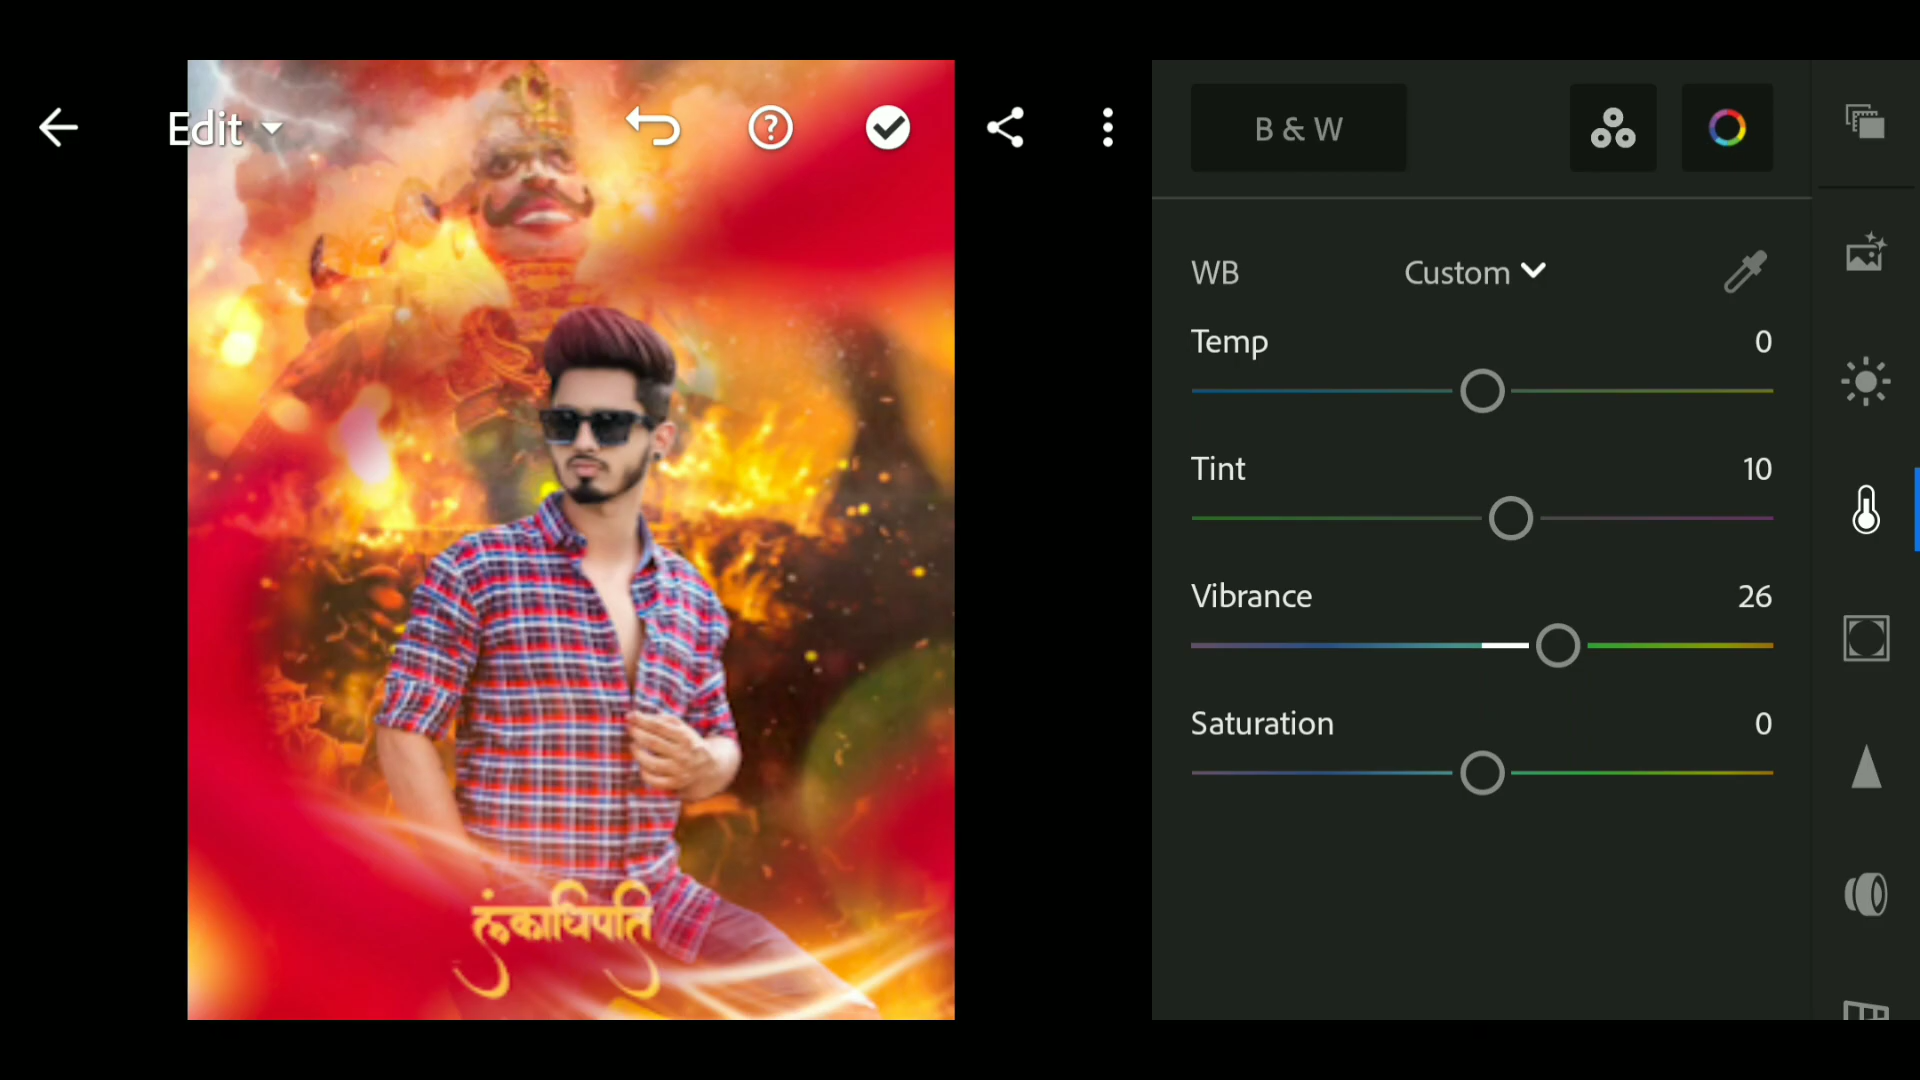 Edit
B & W
WB Custom
Temp 0
Tint 10
Vibrance 26
Saturation 0
लंकाधिपति